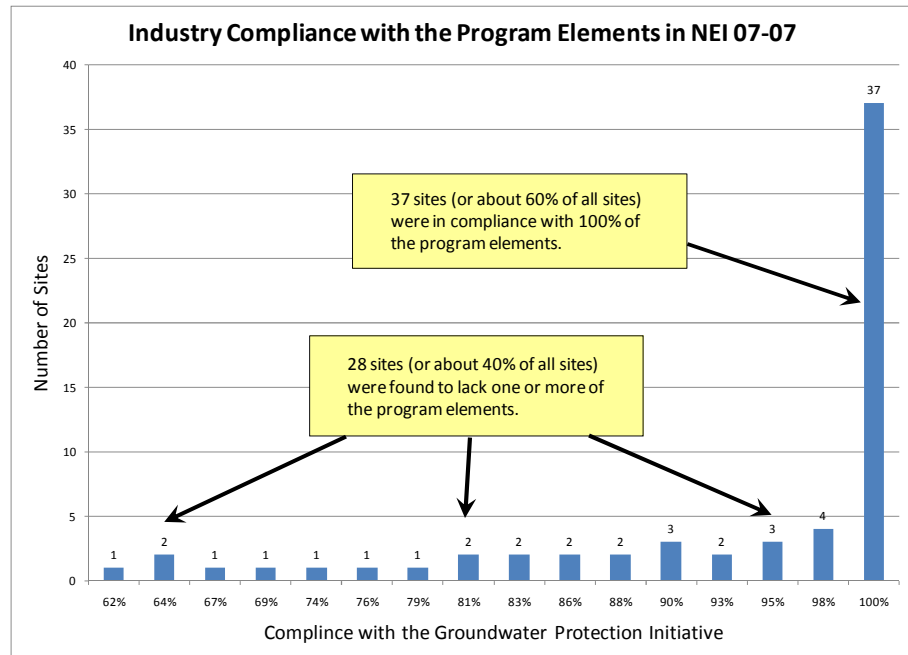 Industry Compliance with the Program Elements in NEI 07-07
40
35
30
25
20
15
10
5
0
Number of Sites
37 sites (or about 60% of all sites)
were in compliance with 100% of
the program elements.
28 sites (or about 40% of all sites)
were found to lack one or more of
the program elements.
1 2 1 1 1 1 1 2 2 2 2 3 2 3 4 37
62% 64% 67% 69% 74% 76% 79% 81% 83% 86% 88% 90% 93% 95% 98% 100%
Complince with the Groundwater Protection Initiative